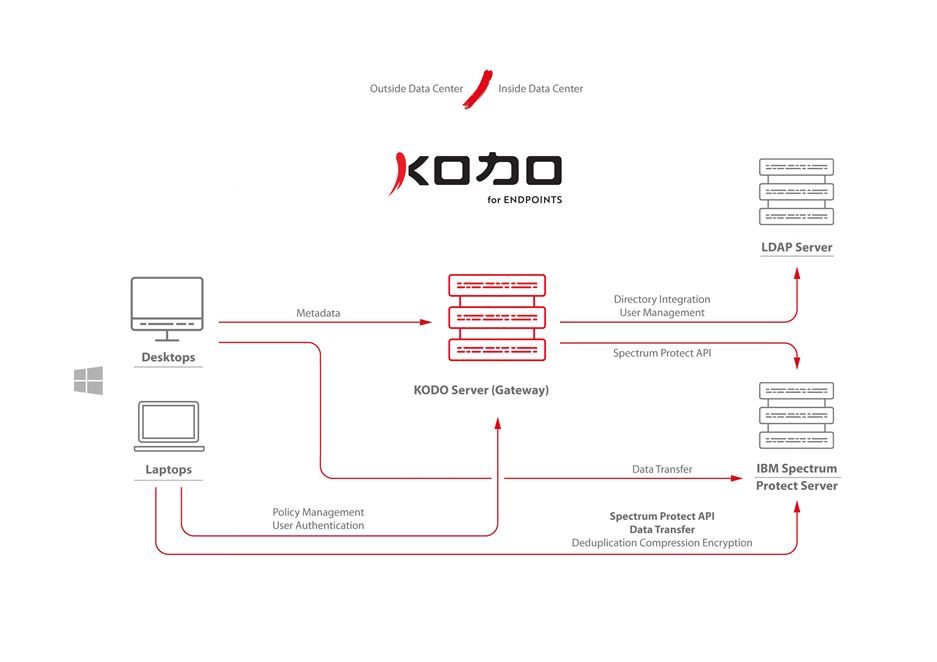 Outside Data Center
Inside Data Center
KODO
for ENDPOINTS
LDAP Server
Metadata
Directory Integration
User Management
Desktops
Spectrum Protect API
KODO Server (Gateway)
Laptops
Data Transfer
IBM Spectrum
Protect Server
Policy Management
User Authentication
Spectrum Protect API
Data Transfer
Deduplication Compression Encryption